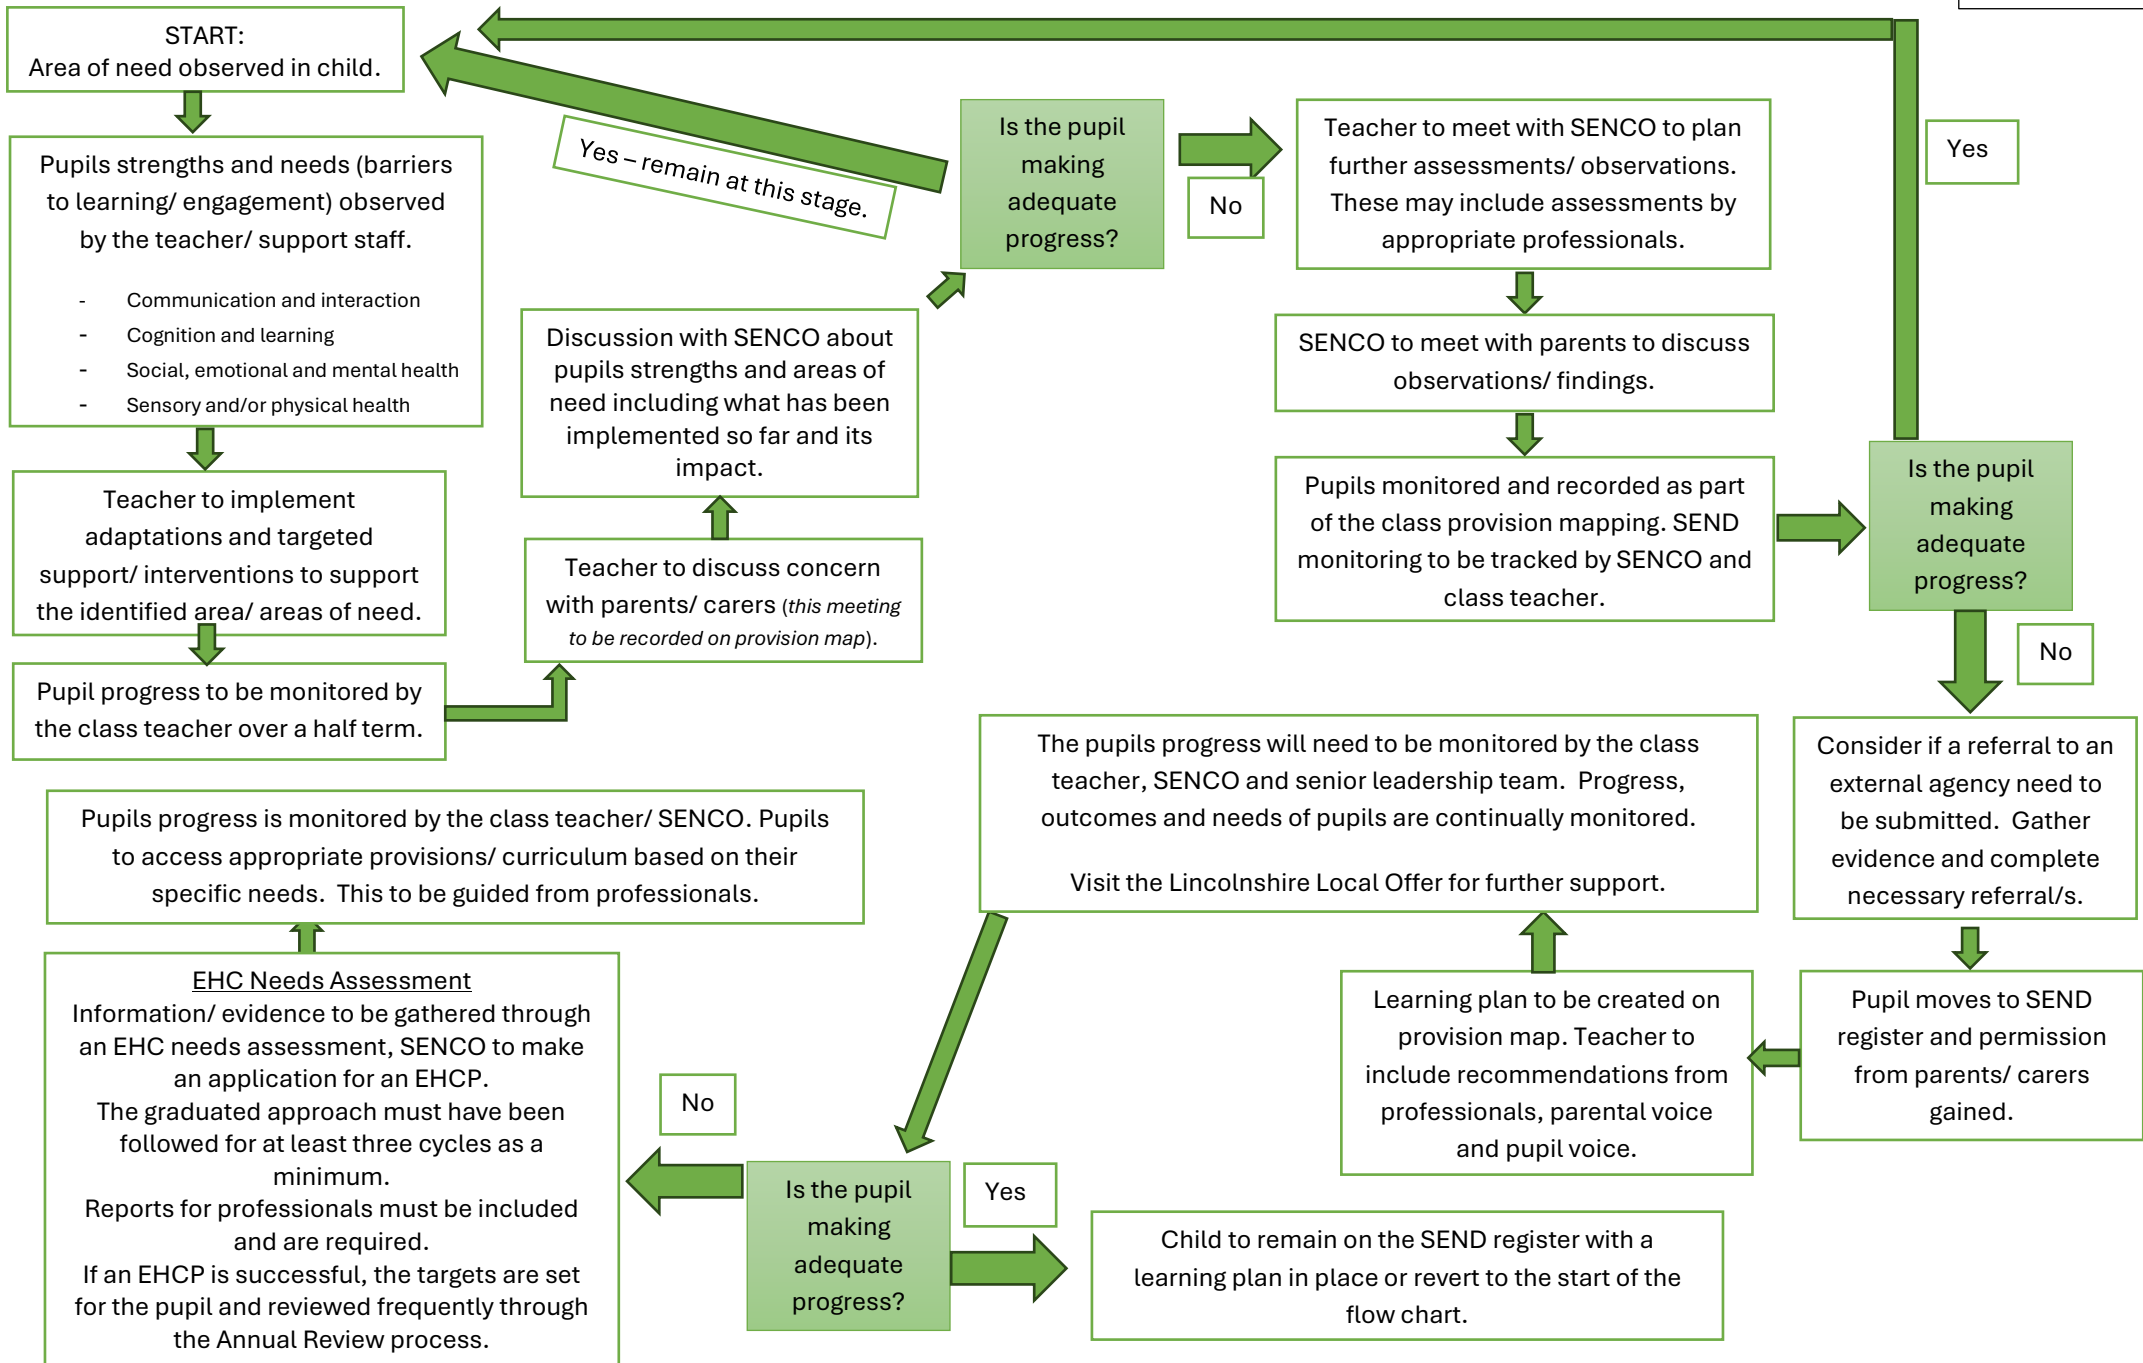 START:
Area of need observed in child.
Pupils strengths and needs (barriers
to learning/ engagement) observed
by the teacher/ support staff.
- Communication and interaction
- Cognition and learning
- Social, emotional and mental health
- Sensory and/or physical health
Teacher to implement
adaptations and targeted
support/ interventions to support
the identified area/ areas of need.
Pupil progress to be monitored by
the class teacher over a half term.
Teacher to discuss concern
with parents/ carers (this meeting
to be recorded on provision map).
Discussion with SENCO about
pupils strengths and areas of
need including what has been
implemented so far and its
impact.
Is the pupil
making
adequate
progress?
Yes – remain at this stage.
No
Teacher to meet with SENCO to plan
further assessments/ observations.
These may include assessments by
appropriate professionals.
SENCO to meet with parents to discuss
observations/ findings.
Pupils monitored and recorded as part
of the class provision mapping. SEND
monitoring to be tracked by SENCO and
class teacher.
Is the pupil
making
adequate
progress?
Yes
No
Consider if a referral to an
external agency need to
be submitted. Gather
evidence and complete
necessary referral/s.
Pupil moves to SEND
register and permission
from parents/ carers
gained.
Learning plan to be created on
provision map. Teacher to
include recommendations from
professionals, parental voice
and pupil voice.
The pupils progress will need to be monitored by the class
teacher, SENCO and senior leadership team. Progress,
outcomes and needs of pupils are continually monitored.
Visit the Lincolnshire Local Offer for further support.
Is the pupil
making
adequate
progress?
Yes
Child to remain on the SEND register with a
learning plan in place or revert to the start of the
flow chart.
No
EHC Needs Assessment
Information/ evidence to be gathered through
an EHC needs assessment, SENCO to make
an application for an EHCP.
The graduated approach must have been
followed for at least three cycles as a
minimum.
Reports for professionals must be included
and are required.
If an EHCP is successful, the targets are set
for the pupil and reviewed frequently through
the Annual Review process.
Pupils progress is monitored by the class teacher/ SENCO. Pupils
to access appropriate provisions/ curriculum based on their
specific needs. This to be guided from professionals.